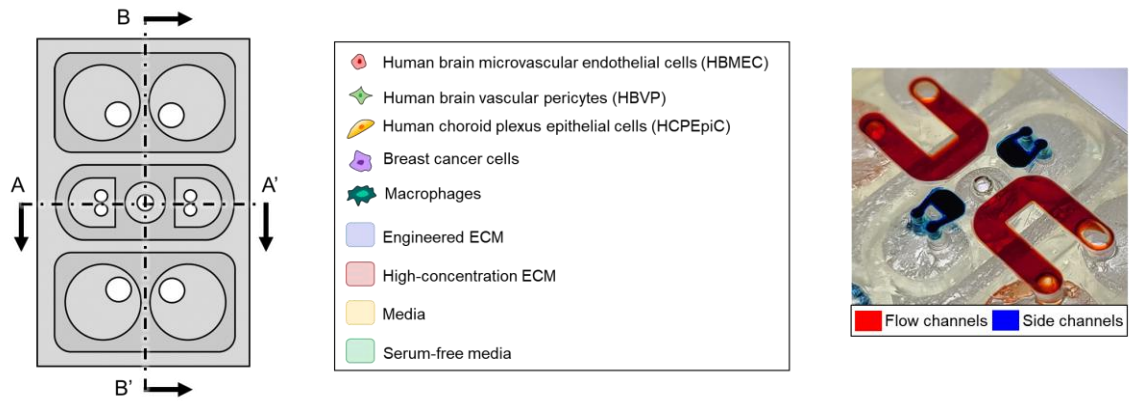 B
A
A'
B'
Human brain microvascular endothelial cells (HBMEC)
Human brain vascular pericytes (HBVP)
Human choroid plexus epithelial cells (HCPEpiC)
Breast cancer cells
Macrophages
Engineered ECM
High-concentration ECM
Media
Serum-free media
Flow channels
Side channels